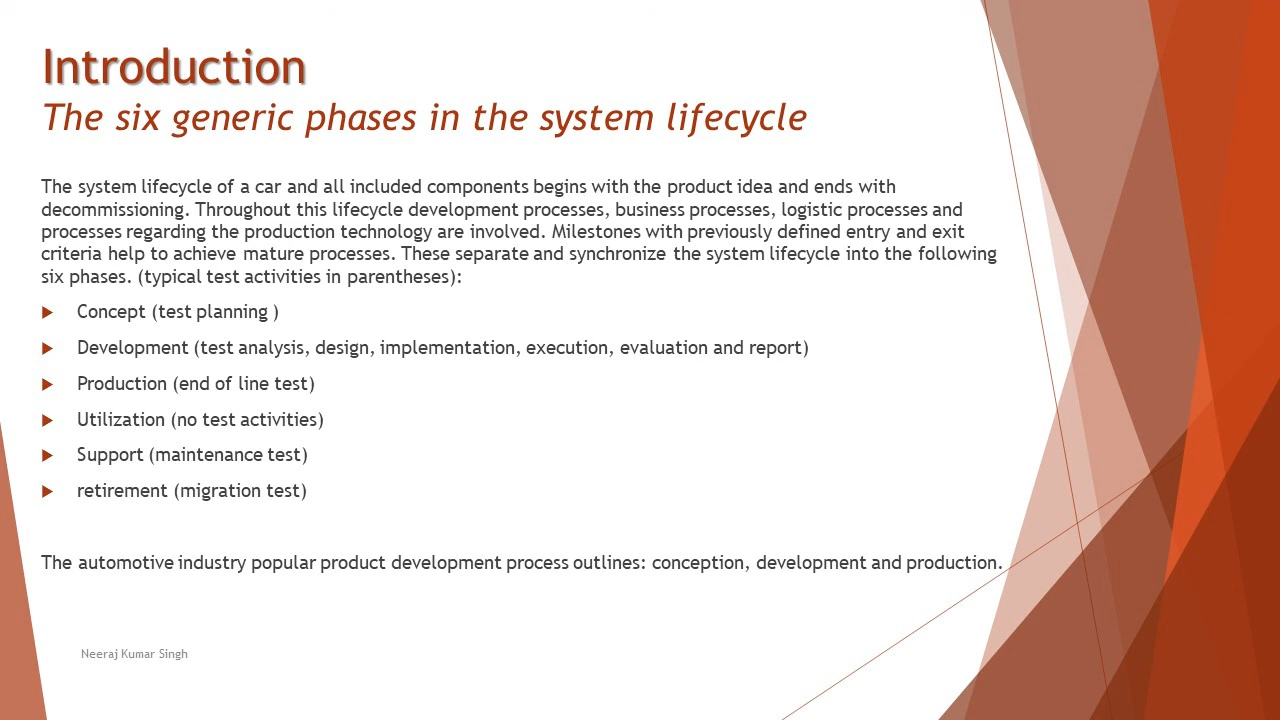 Introduction
The six generic phases in the system lifecycle
The system lifecycle of a car and all included components begins with the product idea and ends with
decommissioning. Throughout this lifecycle development processes, business processes, logistic processes and
processes regarding the production technology are involved. Milestones with previously defined entry and exit
criteria help to achieve mature processes. These separate and synchronize the system lifecycle into the following
six phases. (typical test activities in parentheses):
Concept (test planning )
Development (test analysis, design, implementation, execution, evaluation and report)
Production (end of line test)
Utilization (no test activities)
Support (maintenance test)
retirement (migration test)
The automotive industry popular product development process outlines: conception, development and production.
Neeraj Kumar Singh